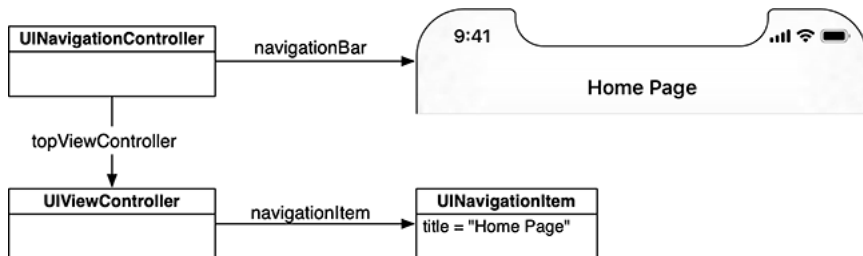 UINavigationController
navigationBar
9:41
Home Page
topViewController
UIViewController
navigationItem
UINavigationItem
title = "Home Page"